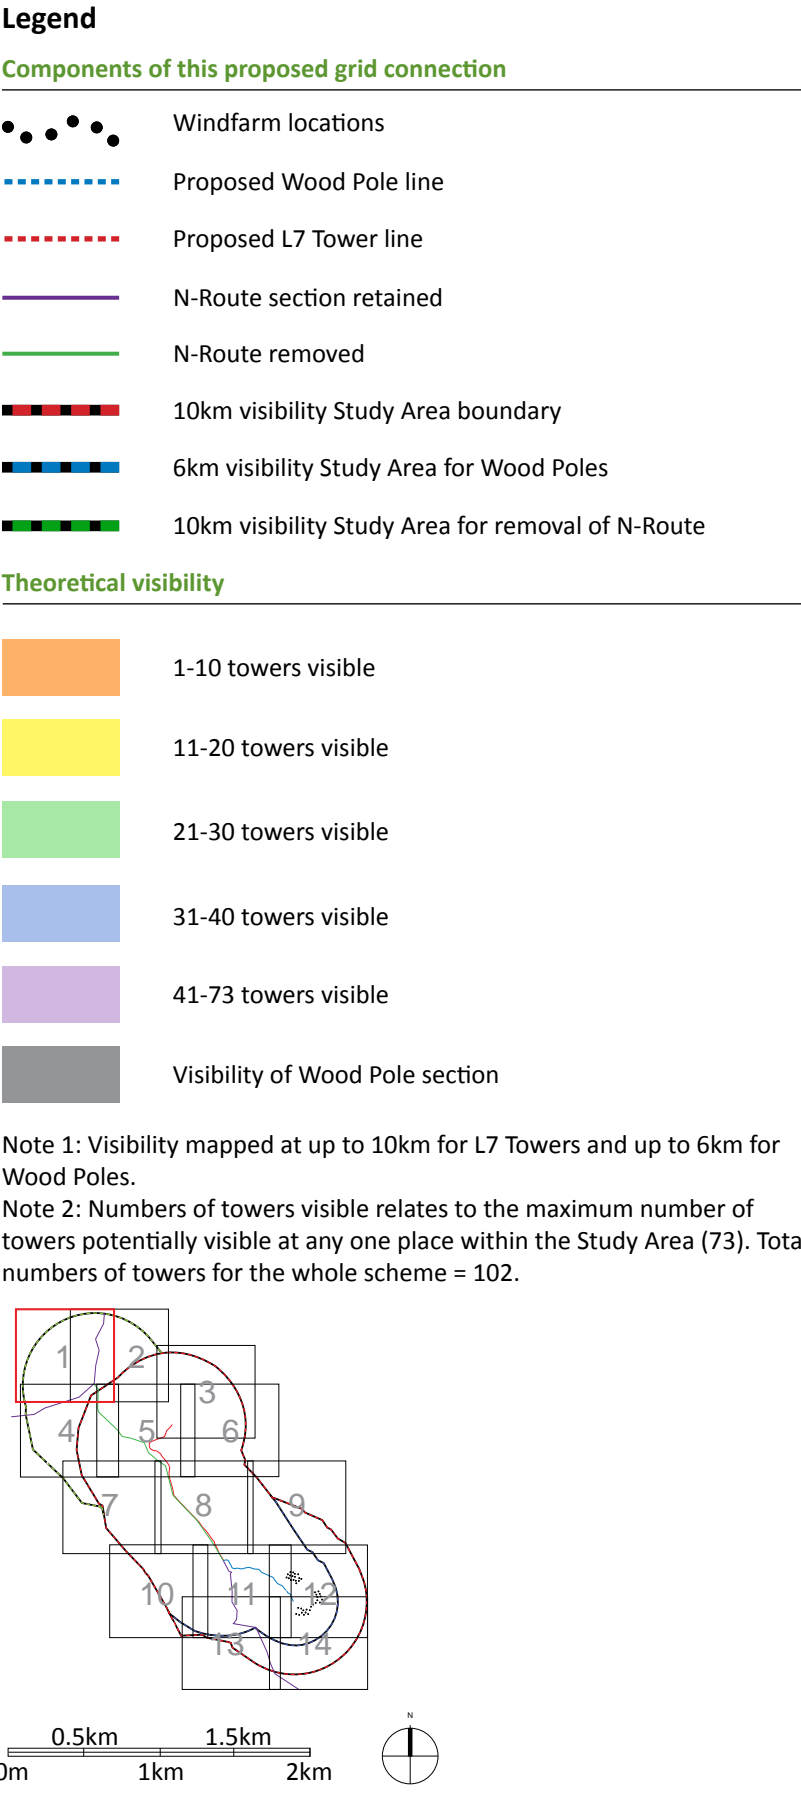 Legend
Components of this proposed grid connection
Windfarm locations
Proposed Wood Pole line
Proposed L7 Tower line
N-Route section retained
N-Route removed
10km visibility Study Area boundary
6km visibility Study Area for Wood Poles
10km visibility Study Area for removal of N-Route
Theoretical visibility
1-10 towers visible
11-20 towers visible
21-30 towers visible
31-40 towers visible
41-73 towers visible
Visibility of Wood Pole section
Note 1: Visibility mapped at up to 10km for L7 Towers and up to 6km for
Wood Poles.
Note 2: Numbers of towers visible relates to the maximum number of
towers potentially visible at any one place within the Study Area (73). Tota
numbers of towers for the whole scheme = 102.
1
2
3
4
5
6
7
8
9
10
11
12
13
14
0.5km 1.5km
0m 1km 2km
N